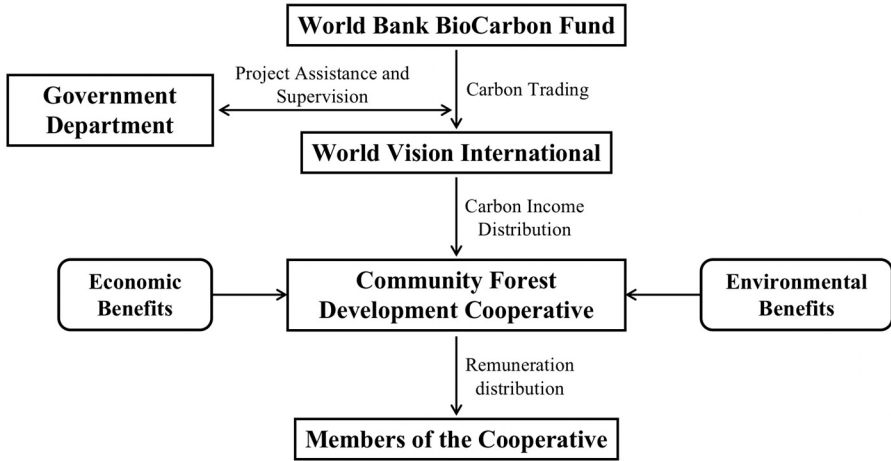 World Bank BioCarbon Fund
Project Assistance and
Supervision
Carbon Trading
Government
Department
World Vision International
Carbon Income
Distribution
Economic
Benefits
Community Forest
Development Cooperative
Environmental
Benefits
Remuneration
distribution
Members of the Cooperative